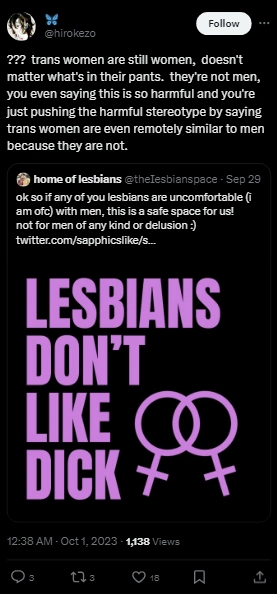 🦋
@hirokezo
Follow
···
??? trans women are still women, doesn't
matter what's in their pants. they're not men,
you even saying this is so harmful and you're
just pushing the harmful stereotype by saying
trans women are even remotely similar to men
because they are not.
home of lesbians @thelesbianspace · Sep 29
ok so if any of you lesbians are uncomfortable (i
am ofc) with men, this is a safe space for us!
not for men of any kind or delusion :)
twitter.com/sapphicslike/s...
LESBIANS
DON'T
LIKE
DICK
12:38 AM · Oct 1, 2023 · 1,138 Views
3 3 18